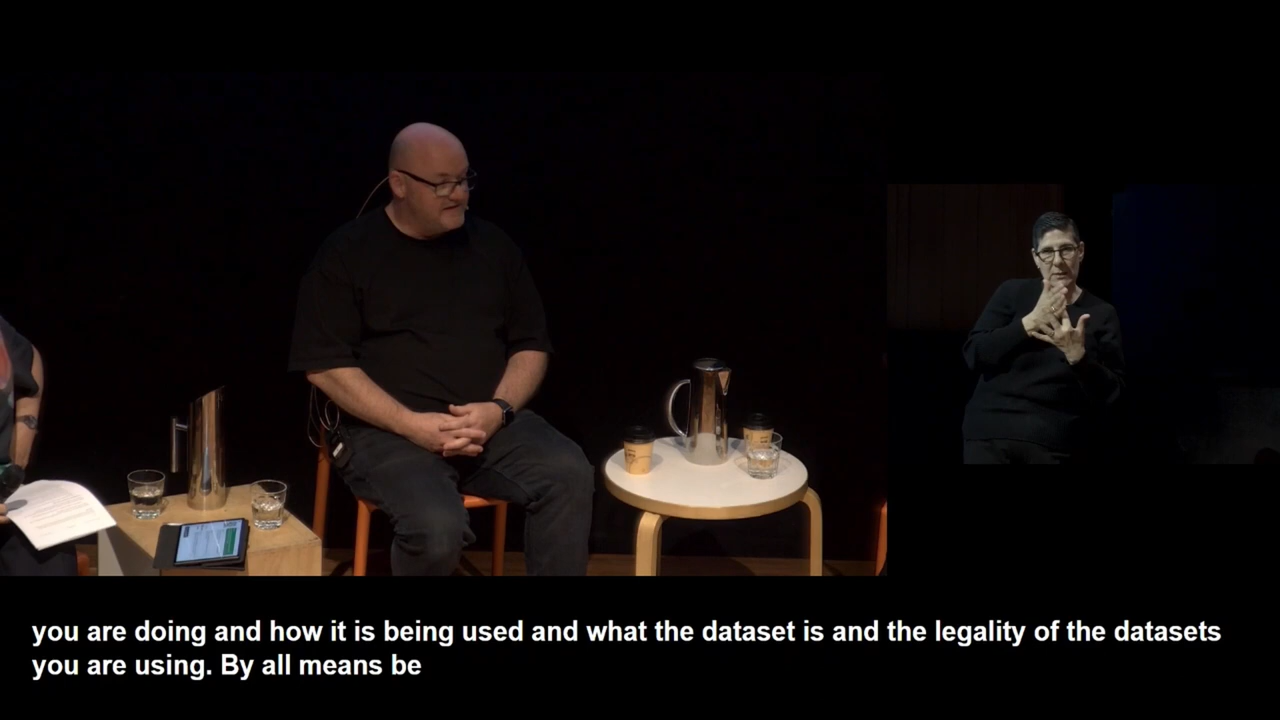 you are doing and how it is being used and what the dataset is and the legality of the datasets
you are using. By all means be